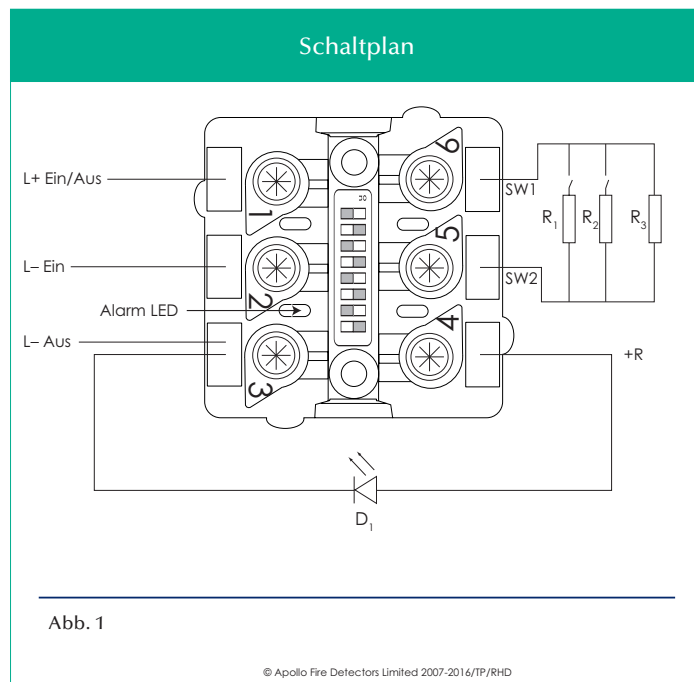 Schaltplan
L+ Ein/Aus
L– Ein
Alarm LED
L– Aus
1
2
3
6
5
4
SW1
SW2
R1
R2
R3
+R
D1
Abb. 1
© Apollo Fire Detectors Limited 2007-2016/TP/RHD